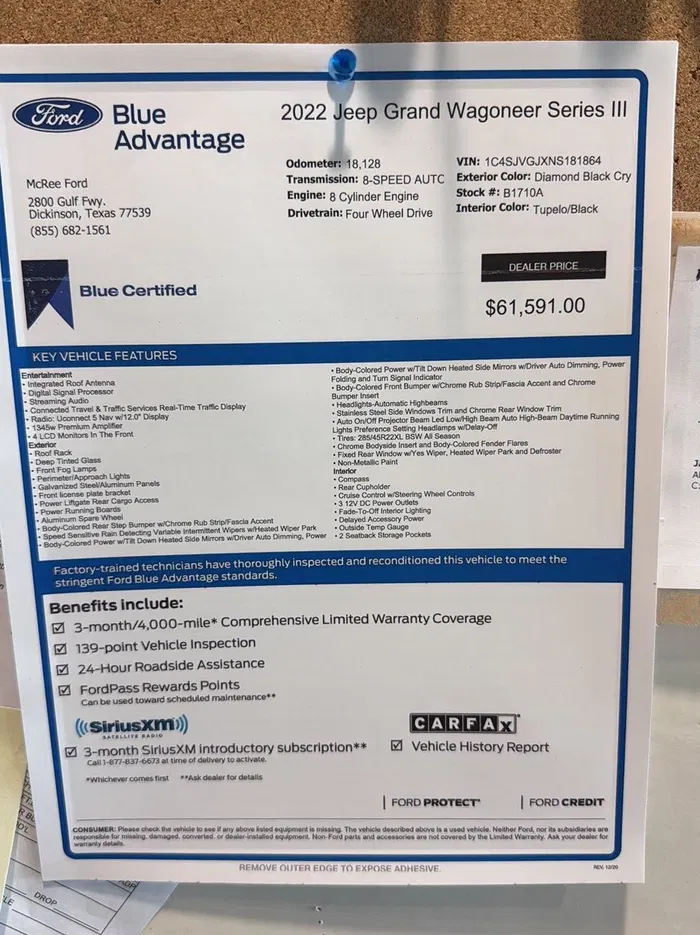 Ford Blue
Advantage
2022 Jeep Grand Wagoneer Series III
McRee Ford
2800 Gulf Fwy.
Dickinson, Texas 77539
(855) 682-1561
Odometer: 18,128
Transmission: 8-SPEED AUTO
Engine: 8 Cylinder Engine
Drivetrain: Four Wheel Drive
VIN: 1C4SJVGJXNS181864
Exterior Color: Diamond Black Cry
Stock #: B1710A
Interior Color: Tupelo/Black
Blue Certified
DEALER PRICE
$61,591.00
KEY VEHICLE FEATURES
Entertainment
• Integrated Roof Antenna
• Digital Signal Processor
• Streaming Audio
• Connected Travel & Traffic Services Real-Time Traffic Display
• Radio: Uconnect 5 Nav w/12.0" Display
• 1345w Premium Amplifier
• 4 LCD Monitors In The Front
Exterior
• Roof Rack
• Deep Tinted Glass
• Front Fog Lamps
• Perimeter/Approach Lights
• Galvanized Steel/Aluminum Panels
• Front license plate bracket
• Power Liftgate Rear Cargo Access
• Power Running Boards
• Aluminum Spare Wheel
• Body-Colored Rear Step Bumper w/Chrome Rub Strip/Fascia Accent
• Speed Sensitive Rain Detecting Variable Intermittent Wipers w/Heated Wiper Park
• Body-Colored Power w/Tilt Down Heated Side Mirrors w/Driver Auto Dimming, Power
• Body-Colored Power w/Tilt Down Heated Side Mirrors w/Driver Auto Dimming, Power
Folding and Turn Signal Indicator
• Body-Colored Front Bumper w/Chrome Rub Strip/Fascia Accent and Chrome
Bumper Insert
• Headlights-Automatic Highbeams
• Stainless Steel Side Windows Trim and Chrome Rear Window Trim
• Auto On/Off Projector Beam Led Low/High Beam Auto High-Beam Daytime Running
Lights Preference Setting Headlamps w/Delay-Off
• Tires: 285/45R22XL BSW All Season
• Chrome Bodyside Insert and Body-Colored Fender Flares
• Fixed Rear Window w/Yes Wiper, Heated Wiper Park and Defroster
• Non-Metallic Paint
Interior
• Compass
• Rear Cupholder
• Cruise Control w/Steering Wheel Controls
• 3 12V DC Power Outlets
• Fade-To-Off Interior Lighting
• Delayed Accessory Power
• Outside Temp Gauge
• 2 Seatback Storage Pockets
Factory-trained technicians have thoroughly inspected and reconditioned this vehicle to meet the
stringent Ford Blue Advantage standards.
Benefits include:
3-month/4,000-mile* Comprehensive Limited Warranty Coverage
139-point Vehicle Inspection
24-Hour Roadside Assistance
FordPass Rewards Points
Can be used toward scheduled maintenance**
SiriusXM
SATELLITE RADIO
3-month SiriusXM introductory subscription**
Call 1-877-837-6673 at time of delivery to activate.
CARFAX
Vehicle History Report
*Whichever comes first **Ask dealer for details
FORD PROTECT
FORD CREDIT
CONSUMER: Please check the vehicle to see if any above listed equipment is missing. The vehicle described above is a used vehicle. Neither Ford, nor its subsidiaries are
responsible for missing, damaged, converted, or dealer-installed equipment. Non-Ford parts and accessories are not covered by the Limited Warranty. Ask your dealer for
warranty details.
REMOVE OUTER EDGE TO EXPOSE ADHESIVE.
REV. 12/20
DROP